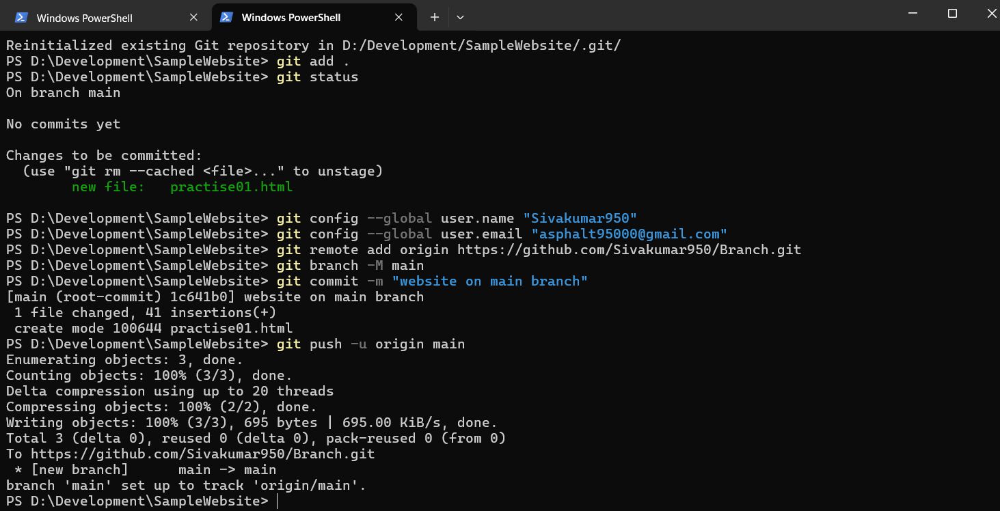 Windows PowerShell
Windows PowerShell
Reinitialized existing Git repository in D:/Development/SampleWebsite/.git/
PS D:\Development\SampleWebsite> git add .
PS D:\Development\SampleWebsite> git status
On branch main
No commits yet
Changes to be committed:
  (use "git rm --cached <file>..." to unstage)
        new file:   practise01.html
PS D:\Development\SampleWebsite> git config --global user.name "Sivakumar950"
PS D:\Development\SampleWebsite> git config --global user.email "asphalt95000@gmail.com"
PS D:\Development\SampleWebsite> git remote add origin https://github.com/Sivakumar950/Branch.git
PS D:\Development\SampleWebsite> git branch -M main
PS D:\Development\SampleWebsite> git commit -m "website on main branch"
[main (root-commit) 1c641b0] website on main branch
 1 file changed, 41 insertions(+)
 create mode 100644 practise01.html
PS D:\Development\SampleWebsite> git push -u origin main
Enumerating objects: 3, done.
Counting objects: 100% (3/3), done.
Delta compression using up to 20 threads
Compressing objects: 100% (2/2), done.
Writing objects: 100% (3/3), 695 bytes | 695.00 KiB/s, done.
Total 3 (delta 0), reused 0 (delta 0), pack-reused 0 (from 0)
To https://github.com/Sivakumar950/Branch.git
 * [new branch]      main -> main
branch 'main' set up to track 'origin/main'.
PS D:\Development\SampleWebsite>